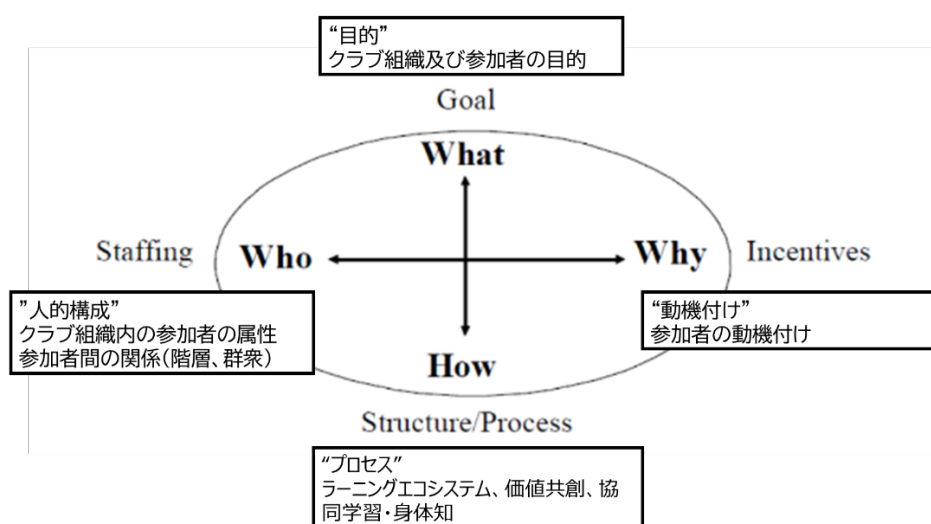 “目的”
クラブ組織及び参加者の目的
Goal
What
Staffing
Who
Why
Incentives
”人的構成”
クラブ組織内の参加者の属性
参加者間の関係（階層、群衆）
“動機付け”
参加者の動機付け
How
Structure/Process
“プロセス”
ラーニングエコシステム、価値共創、協
同学習・身体知